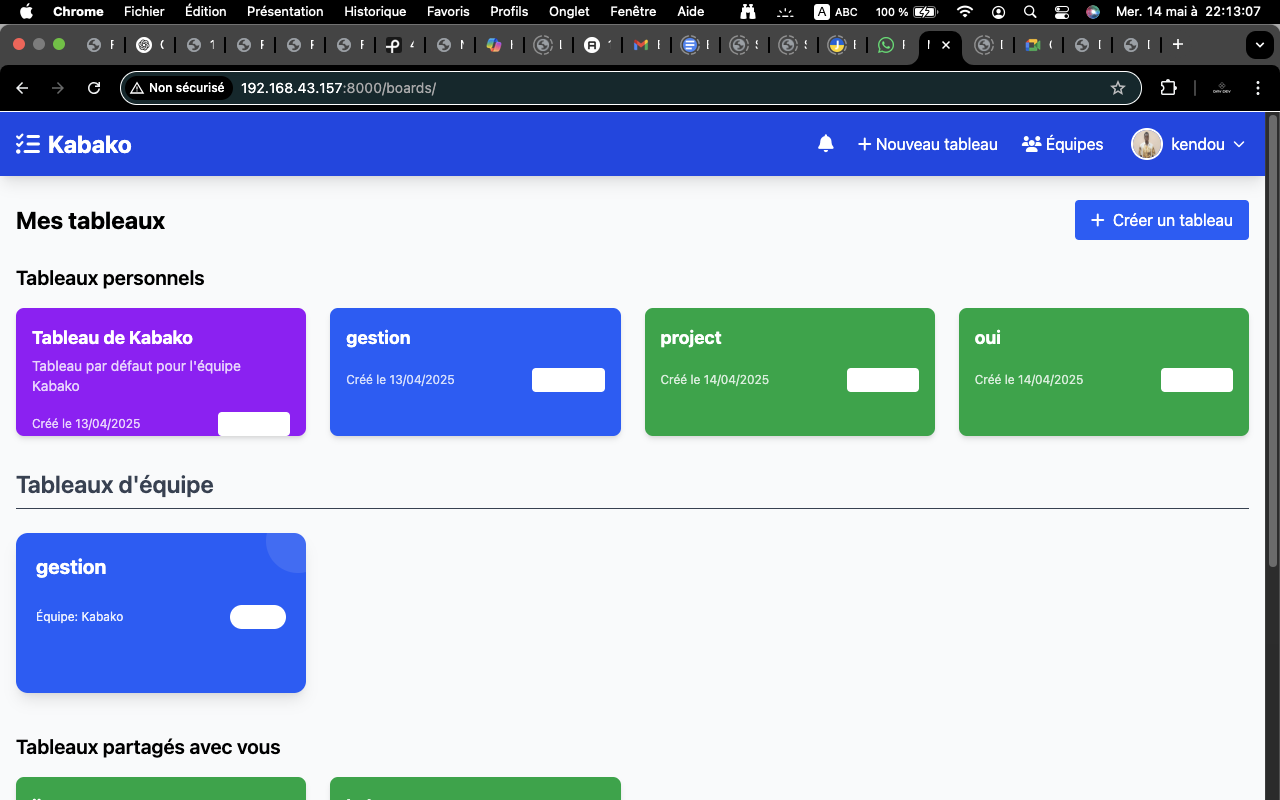 Chrome Fichier Édition Présentation Historique Favoris Profils Onglet Fenêtre Aide A ABC 100 % Mer. 14 mai à 22:13:07
Non sécurisé 192.168.43.157:8000/boards/
Kabako + Nouveau tableau Équipes kendou
Mes tableaux + Créer un tableau
Tableaux personnels
Tableau de Kabako
Tableau par défaut pour l'équipe
Kabako
Créé le 13/04/2025
gestion
Créé le 13/04/2025
project
Créé le 14/04/2025
oui
Créé le 14/04/2025
Tableaux d'équipe
gestion
Équipe: Kabako
Tableaux partagés avec vous